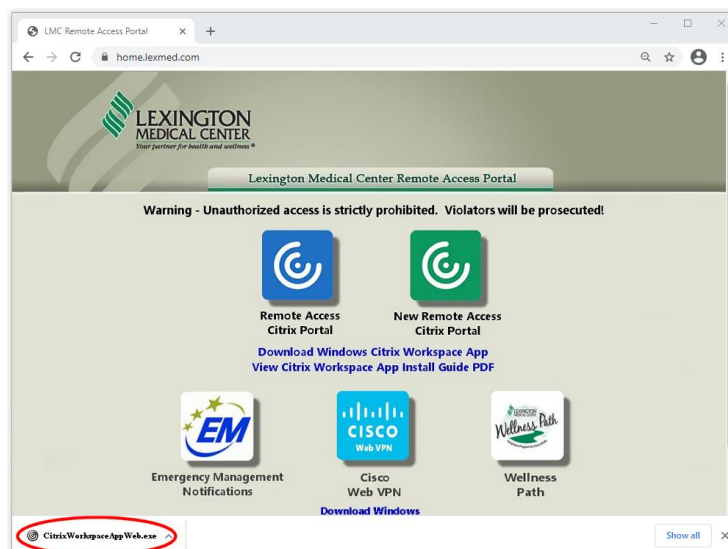 LMC Remote Access Portal
home.lexmed.com
LEXINGTON
MEDICAL CENTER
Your partner for health and wellness®
Lexington Medical Center Remote Access Portal
Warning - Unauthorized access is strictly prohibited. Violators will be prosecuted!
Remote Access
Citrix Portal
New Remote Access
Citrix Portal
Download Windows Citrix Workspace App
View Citrix Workspace App Install Guide PDF
EM
Emergency Management
Notifications
CISCO
Web VPN
Cisco
Web VPN
LEXINGTON
MEDICAL CENTER
Wellness Path
Wellness
Path
Download Windows
CitrixWorkspaceAppWeb.exe
Show all